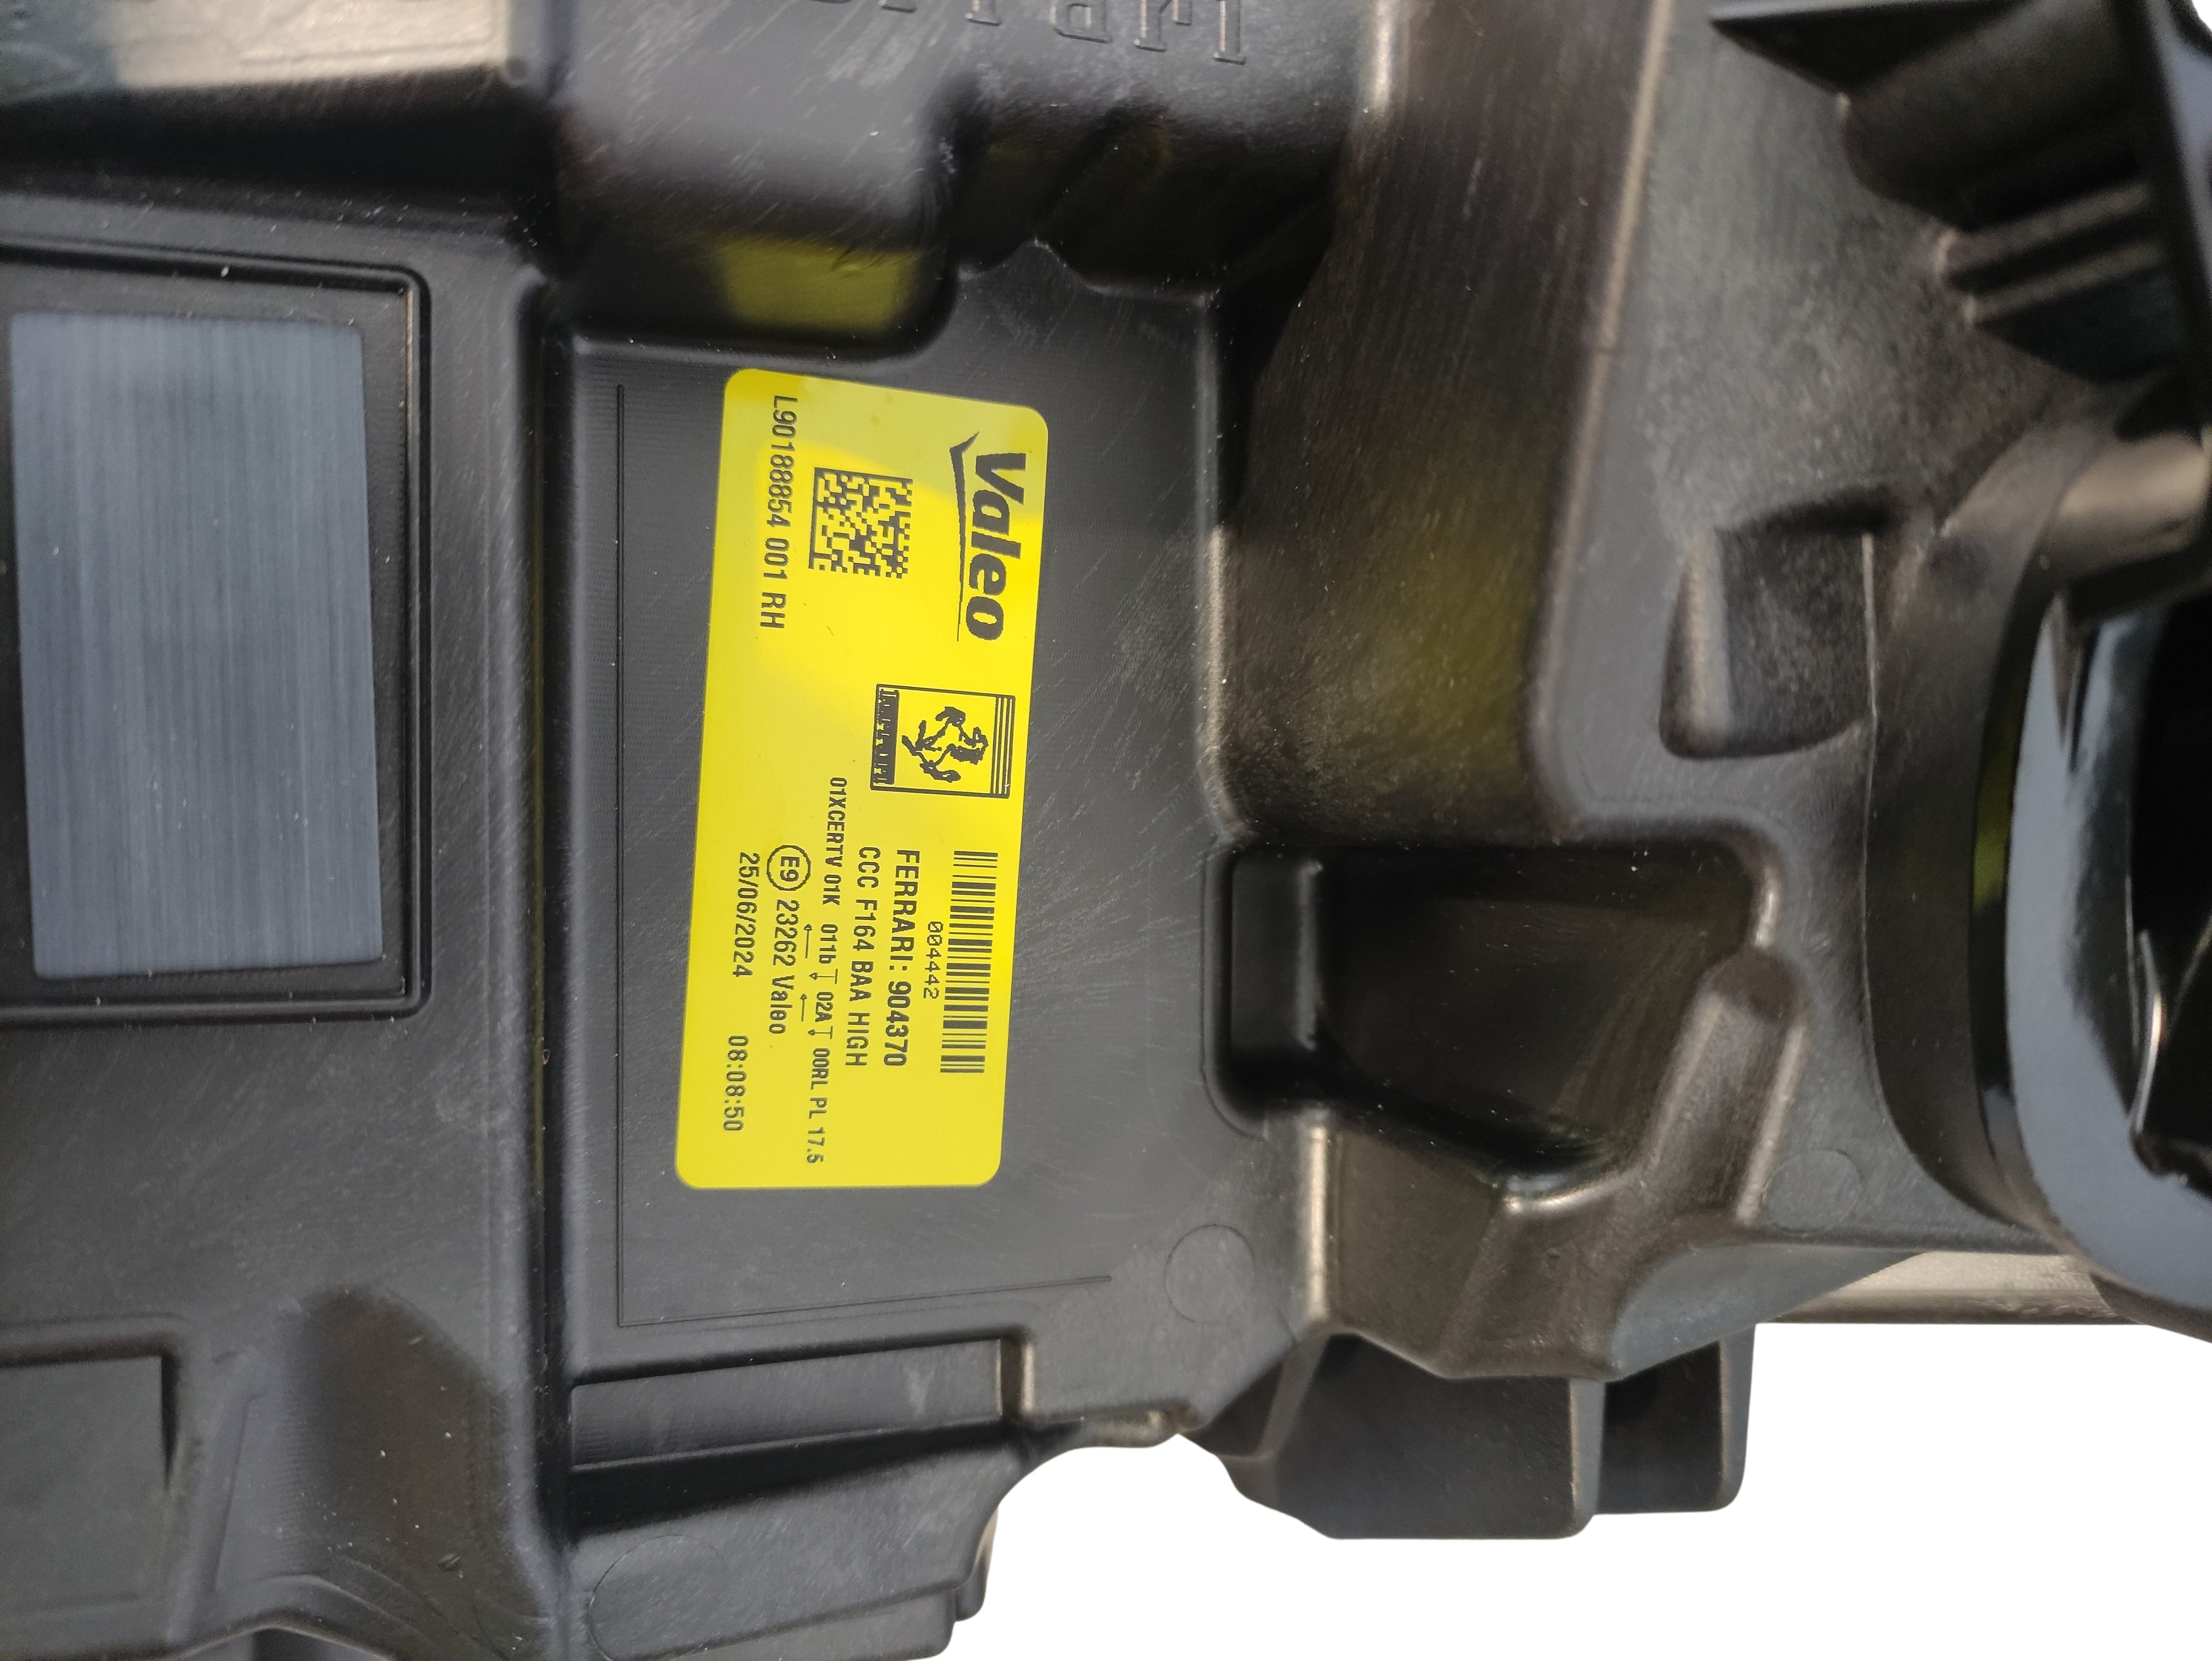 Valeo
L90188854 001 RH
004442
FERRARI: 904370
CCC F164 BAA HIGH
01XCERTV 01K 011b 02A 00RL PL 17.5
E9 23262 Valeo
25/06/2024 08:08:50